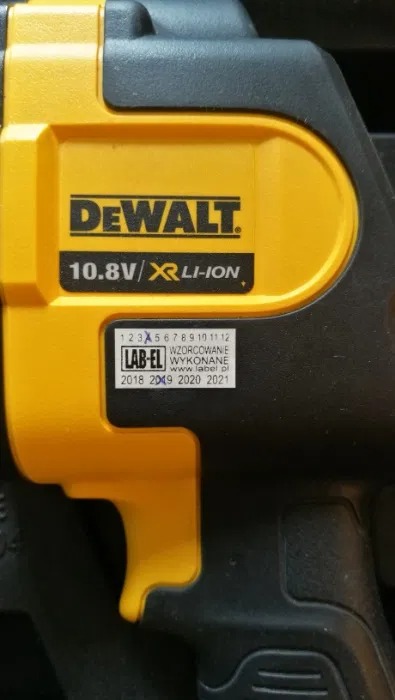 DEWALT®
10.8V/XR LI-ION
1 2 3 4 5 6 7 8 9 10 11 12
LAB-EL WZORCOWANIE
WYKONANE
www.label.pl
2018 2019 2020 2021